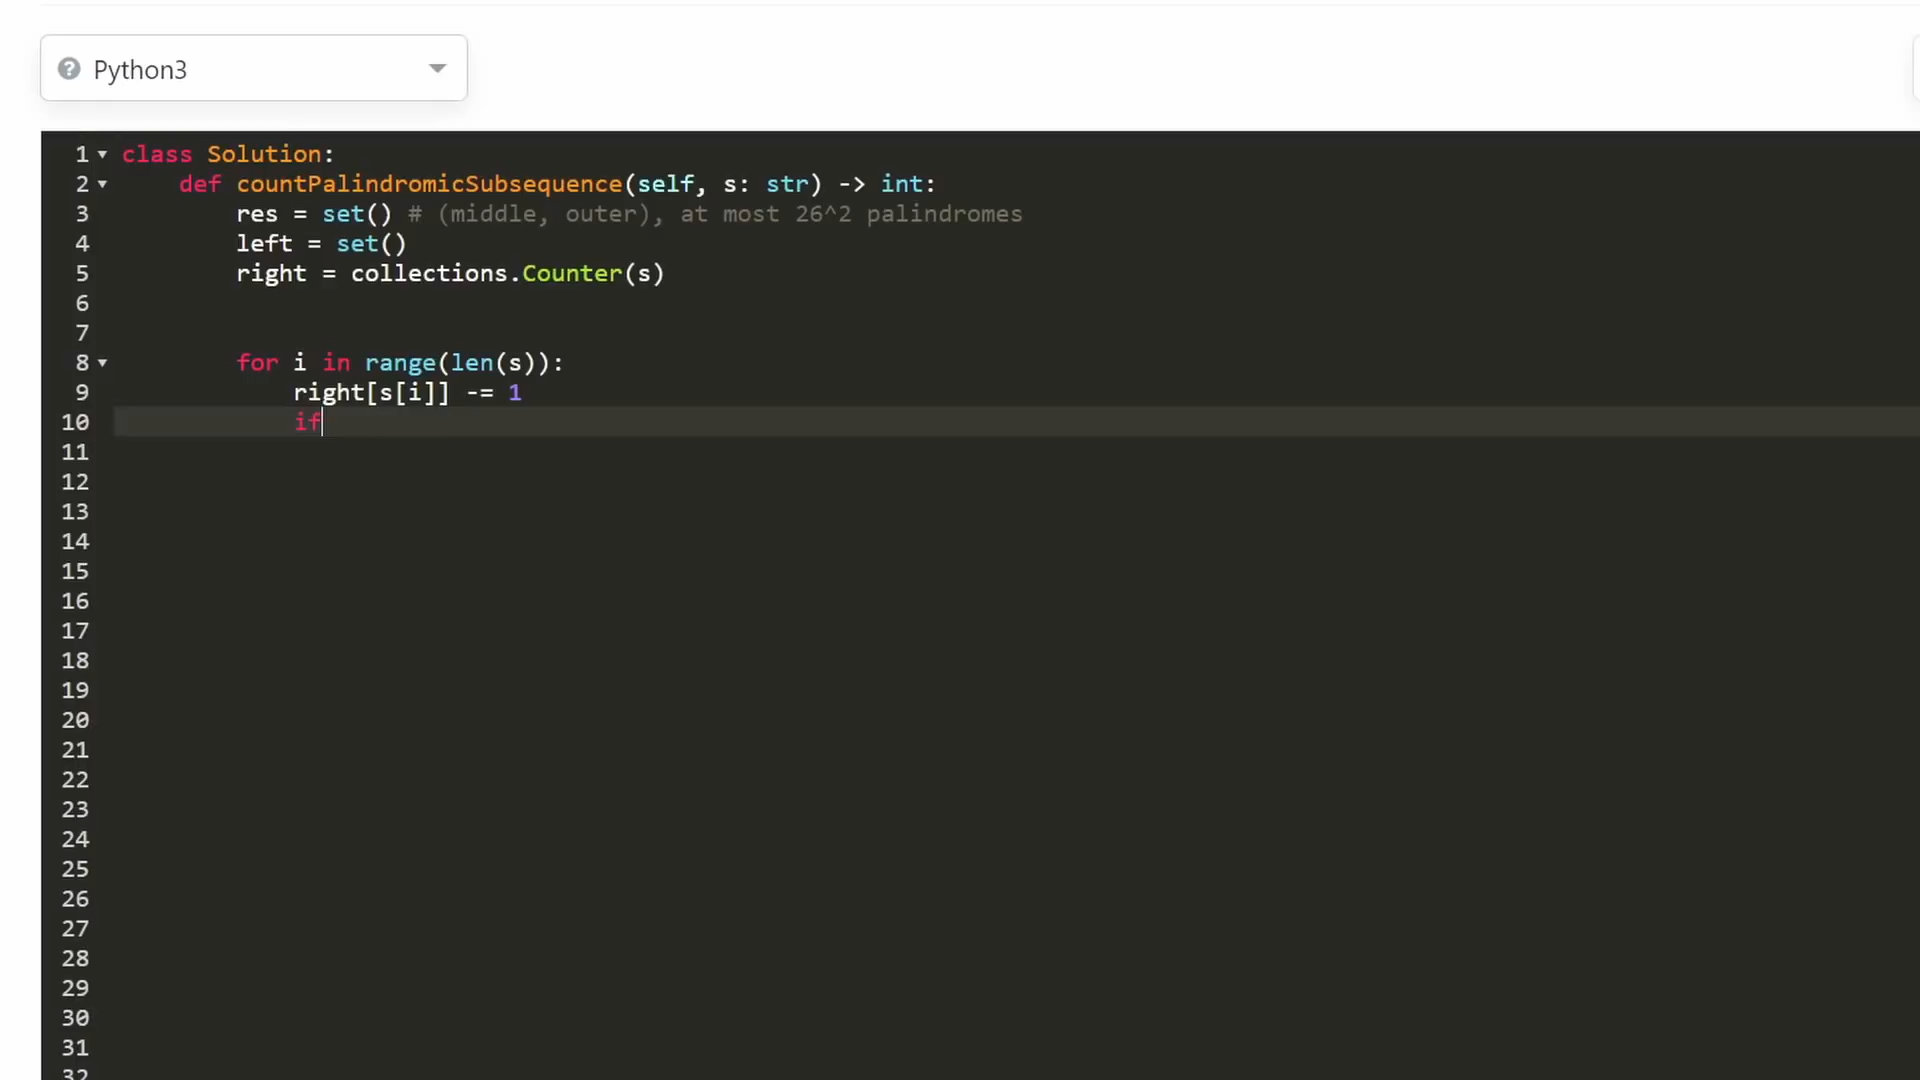 Python3
1 class Solution:
2 def countPalindromicSubsequence(self, s: str) -> int:
3 res = set() # (middle, outer), at most 26^2 palindromes
4 left = set()
5 right = collections.Counter(s)
6
7
8 for i in range(len(s)):
9 right[s[i]] -= 1
10 if
11
12
13
14
15
16
17
18
19
20
21
22
23
24
25
26
27
28
29
30
31
32